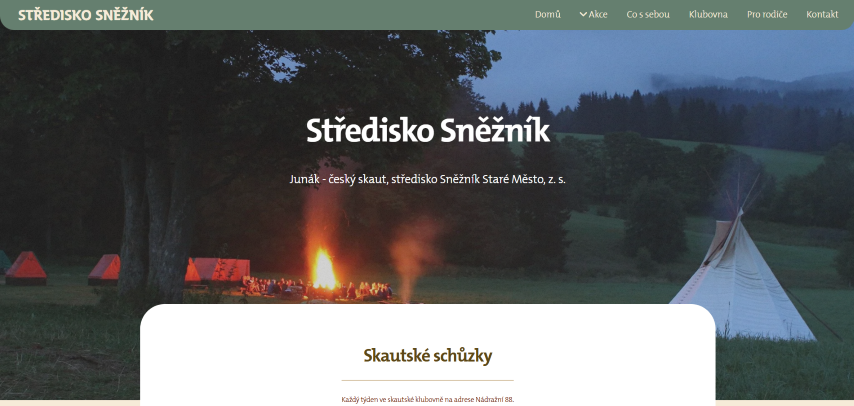 STŘEDISKO SNĚŽNÍK
Domů Akce Co s sebou Klubovna Pro rodiče Kontakt
Středisko Sněžník
Junák - český skaut, středisko Sněžník Staré Město, z. s.
Skautské schůzky
Každý týden ve skautské klubovně na adrese Nádražní 88.